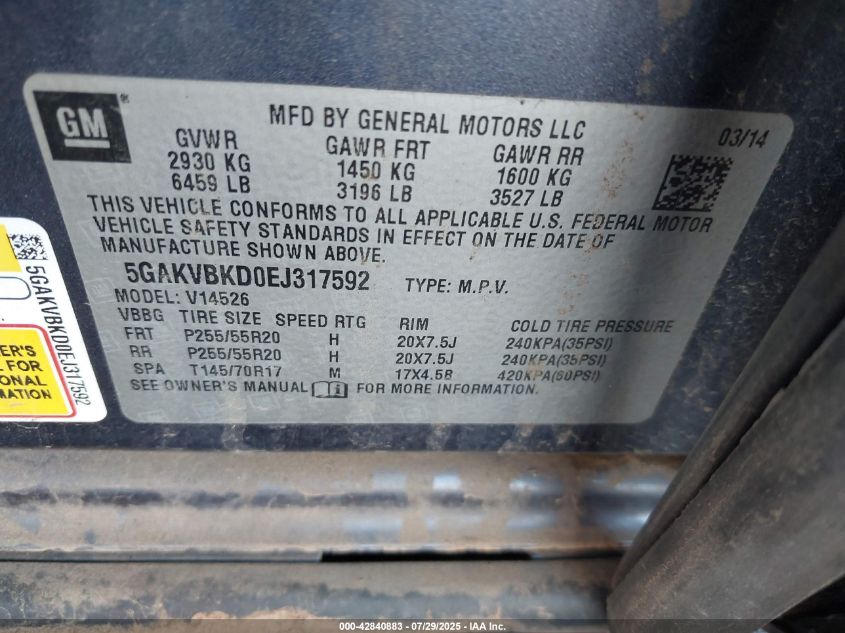 GM
®
MFD BY GENERAL MOTORS LLC
03/14
GVWR GAWR FRT GAWR RR
2930 KG 1450 KG 1600 KG
6459 LB 3196 LB 3527 LB
THIS VEHICLE CONFORMS TO ALL APPLICABLE U.S. FEDERAL MOTOR
VEHICLE SAFETY STANDARDS IN EFFECT ON THE DATE OF
MANUFACTURE SHOWN ABOVE.
5GAKVBKD0EJ317592 TYPE: M.P.V.
MODEL: V14526
VBBG TIRE SIZE SPEED RTG RIM COLD TIRE PRESSURE
FRT P255/55R20 H 20X7.5J 240KPA(35PSI)
RR P255/55R20 H 20X7.5J 240KPA(35PSI)
SPA T145/70R17 M 17X4.5B 420KPA(60PSI)
SEE OWNER'S MANUAL FOR MORE INFORMATION.
5GAKVBKD0EJ317592
NER'S
L FOR
ONAL
ATION
000-42840883 / 07/29/2025 - IAA Inc.